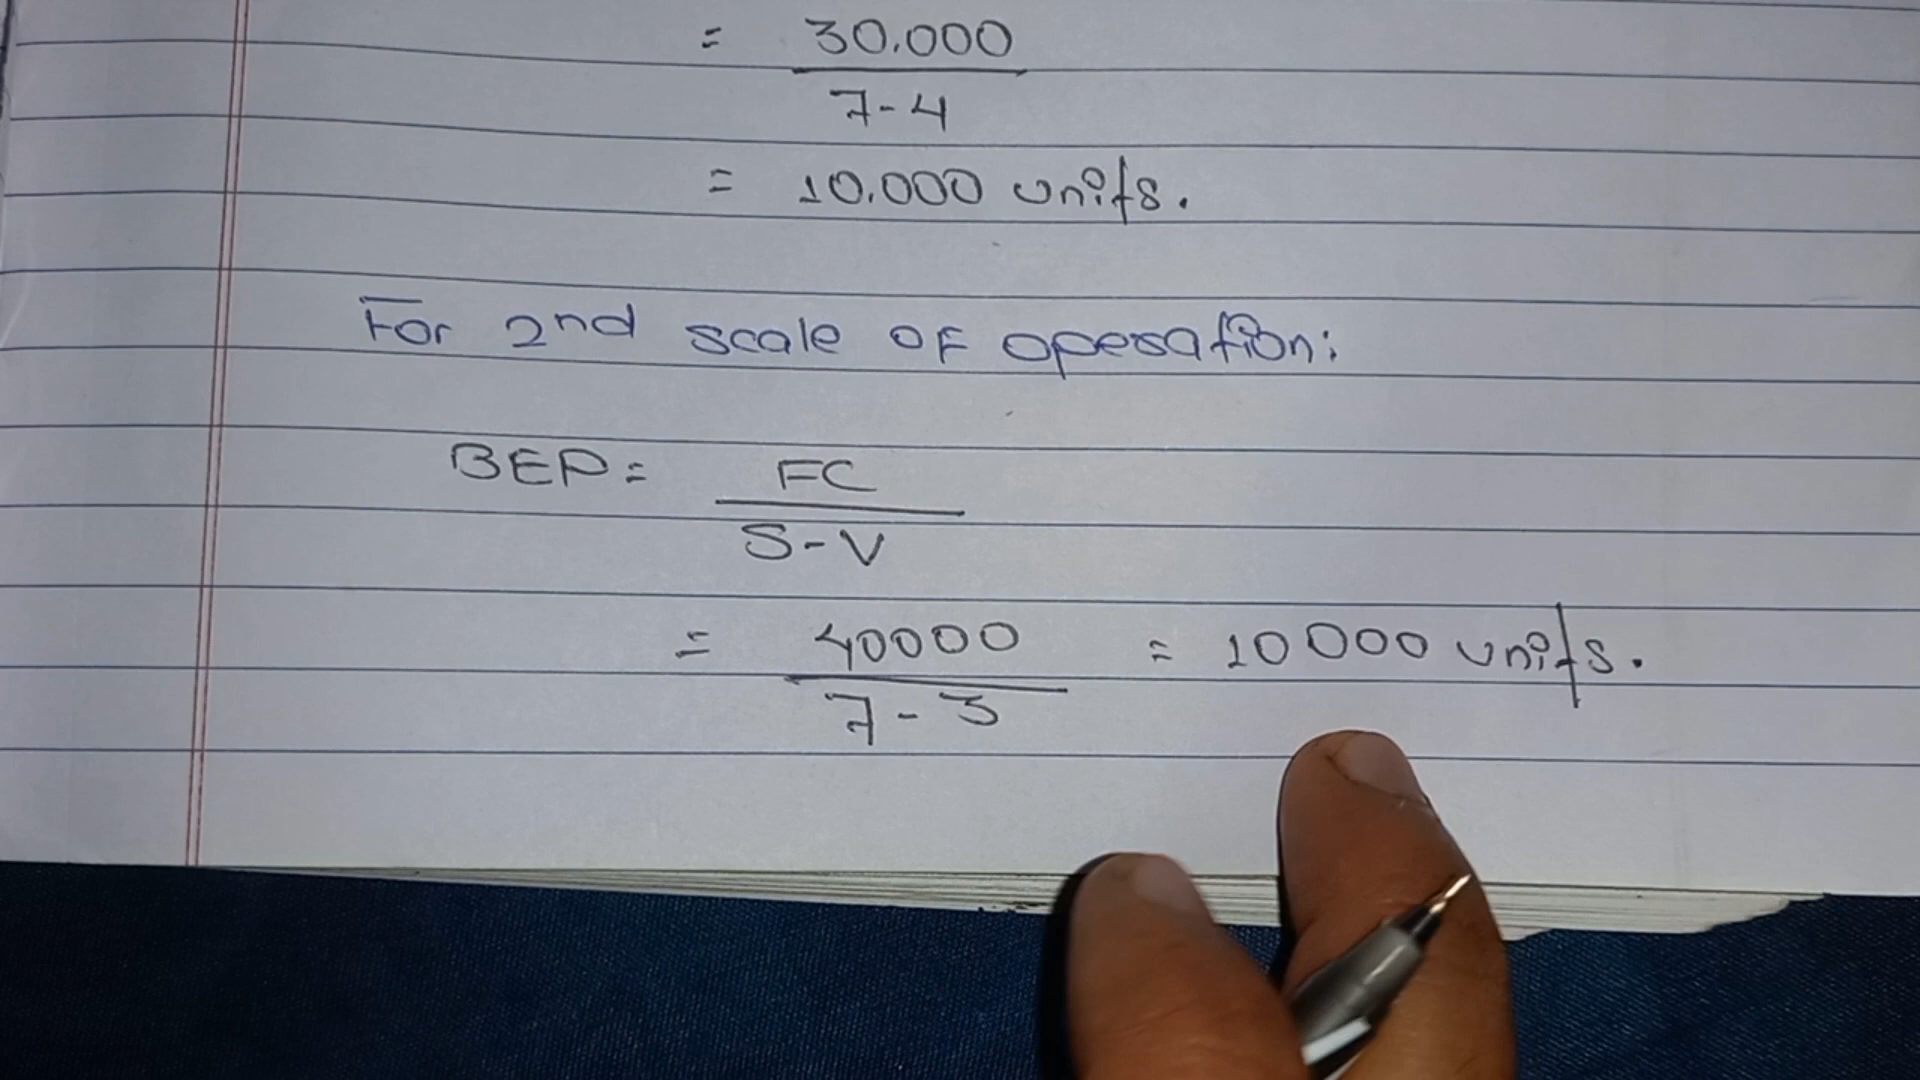 = 30.000
7-4
= 10.000 units.
For 2nd scale of operation:
BEP = FC
S-V
= 40000 = 10000 units.
7-3